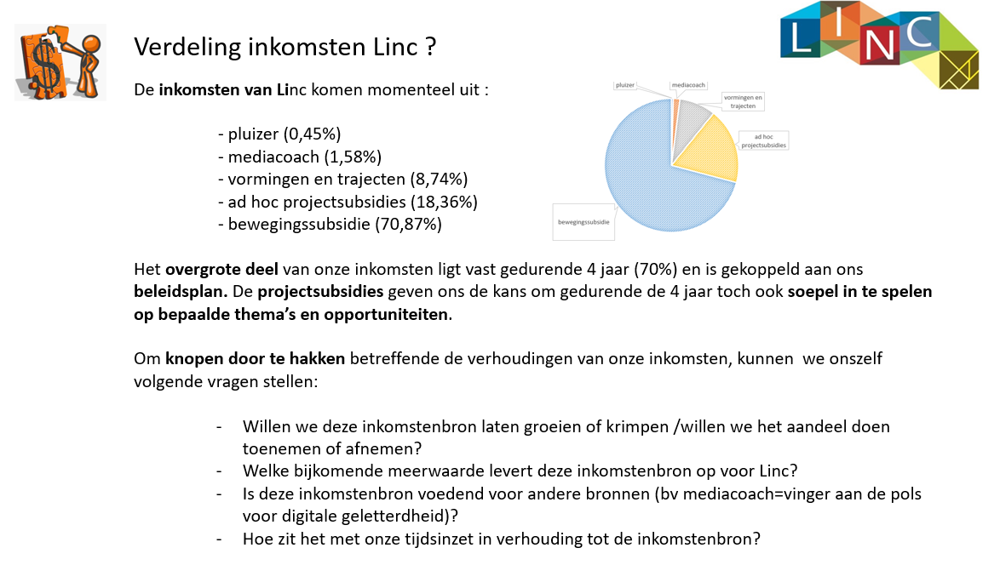 Verdeling inkomsten Linc ?
LINC
De inkomsten van Linc komen momenteel uit :
- pluizer (0,45%)
- mediacoach (1,58%)
- vormingen en trajecten (8,74%)
- ad hoc projectsubsidies (18,36%)
- bewegingssubsidie (70,87%)
pluizer
mediacoach
vormingen en
trajecten
ad hoc
projectsubsidies
bewegingssubsidie
Het overgrote deel van onze inkomsten ligt vast gedurende 4 jaar (70%) en is gekoppeld aan ons
beleidsplan. De projectsubsidies geven ons de kans om gedurende de 4 jaar toch ook soepel in te spelen
op bepaalde thema’s en opportuniteiten.
Om knopen door te hakken betreffende de verhoudingen van onze inkomsten, kunnen  we onszelf
volgende vragen stellen:
- Willen we deze inkomstenbron laten groeien of krimpen /willen we het aandeel doen
toenemen of afnemen?
- Welke bijkomende meerwaarde levert deze inkomstenbron op voor Linc?
- Is deze inkomstenbron voedend voor andere bronnen (bv mediacoach=vinger aan de pols
voor digitale geletterdheid)?
- Hoe zit het met onze tijdsinzet in verhouding tot de inkomstenbron?